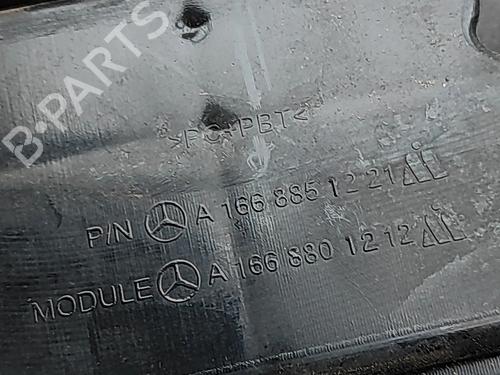 B-PARTS
>PC+PBT<
P/N A 166 885 12 21
MODULE A 166 880 12 12